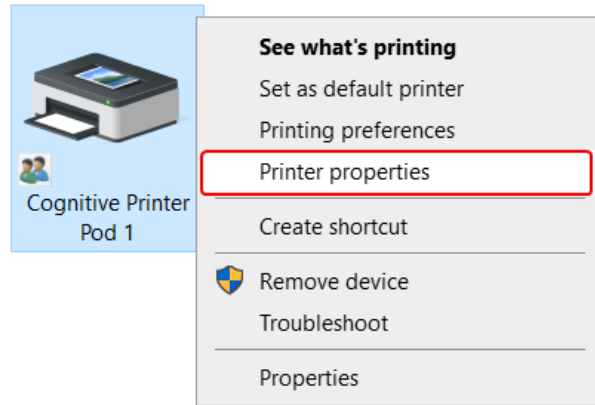 Cognitive Printer
Pod 1
See what's printing
Set as default printer
Printing preferences
Printer properties
Create shortcut
Remove device
Troubleshoot
Properties